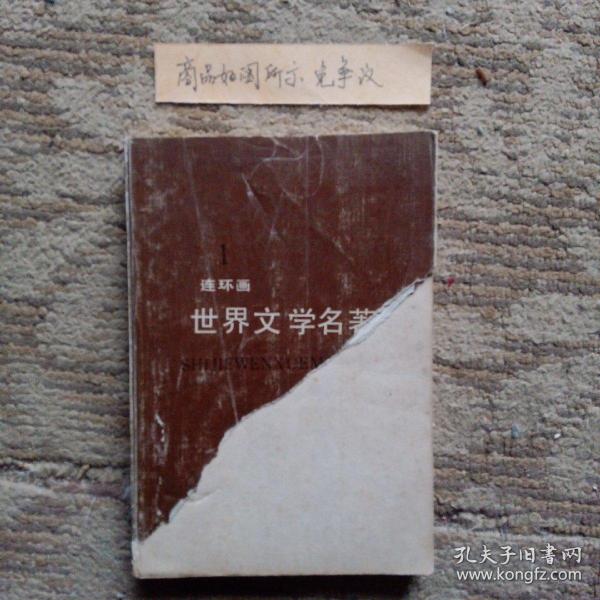 商品如图所示 免争议
1
连环画
世界文学名著
SHIJIEWENXUEM
孔夫子旧书网
www.kongfz.com